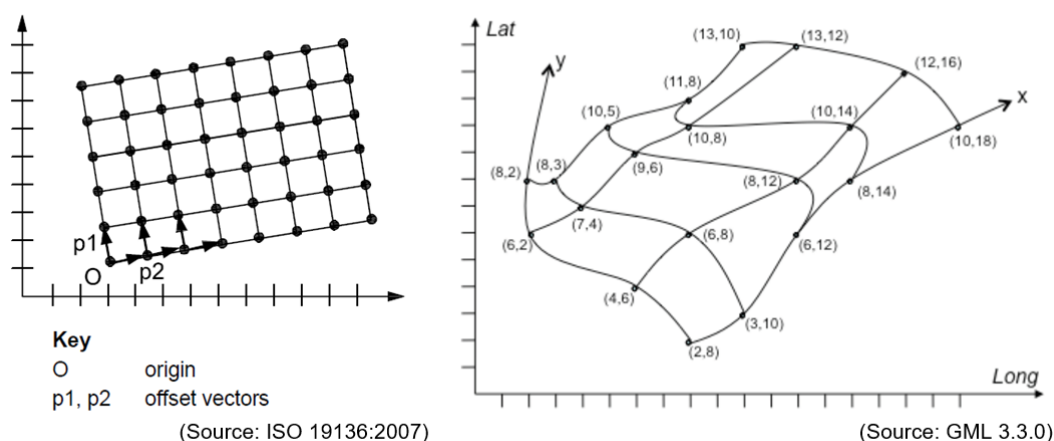 p1
O
p2
Key
O origin
p1, p2 offset vectors
(Source: ISO 19136:2007)
Lat
(13,10)
(13,12)
(12,16)
y
x
(11,8)
(10,5)
(10,8)
(10,14)
(10,18)
(8,2)
(8,3)
(9,6)
(8,12)
(8,14)
(7,4)
(6,2)
(6,8)
(6,12)
(4,6)
(3,10)
(2,8)
Long
(Source: GML 3.3.0)